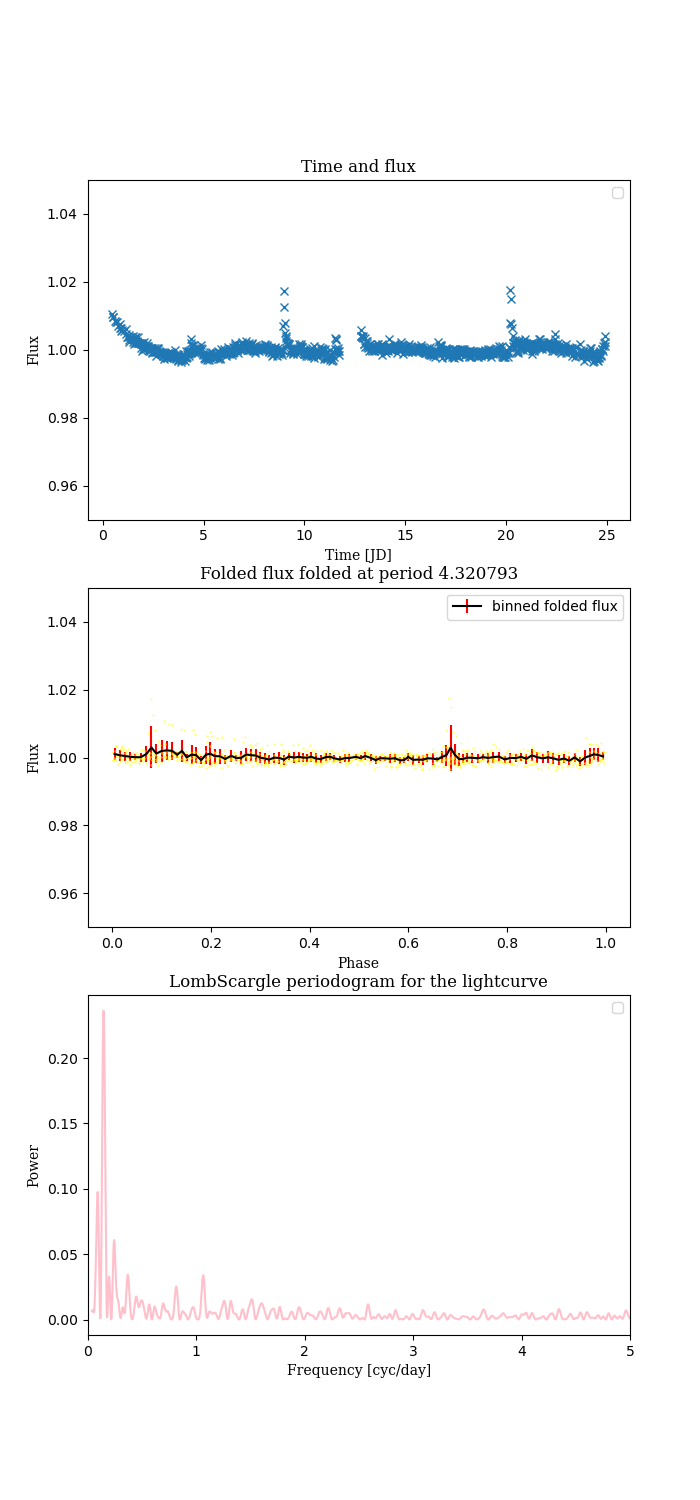 Time and flux
1.04
1.02
1.00
0.98
0.96
Flux
0 5 10 15 20 25
Time [JD]
Folded flux folded at period 4.320793
binned folded flux
1.04
1.02
1.00
0.98
0.96
Flux
0.0 0.2 0.4 0.6 0.8 1.0
Phase
LombScargle periodogram for the lightcurve
0.20
0.15
0.10
0.05
0.00
Power
0 1 2 3 4 5
Frequency [cyc/day]